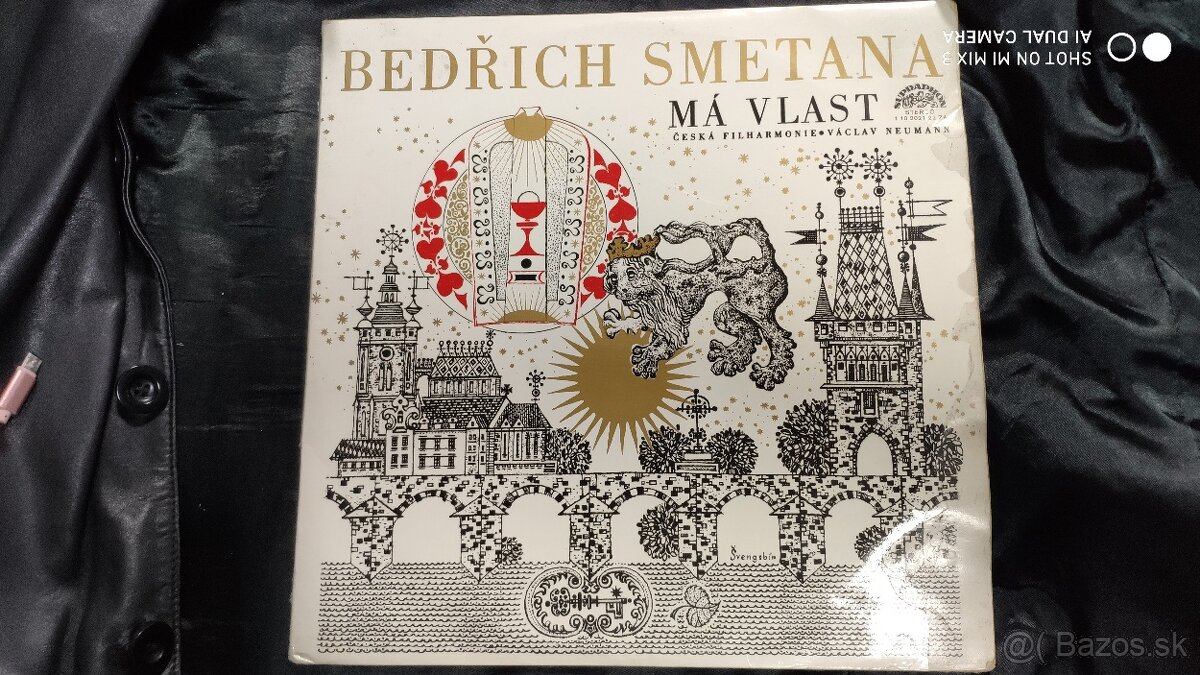 BEDŘICH SMETANA
MÁ VLAST
SUPRAPHON
STEREO
ČESKÁ FILHARMONIE • VÁCLAV NEUMANN
Švengsbír
SHOT ON MI MIX 3
AI DUAL CAMERA
@( Bazos.sk